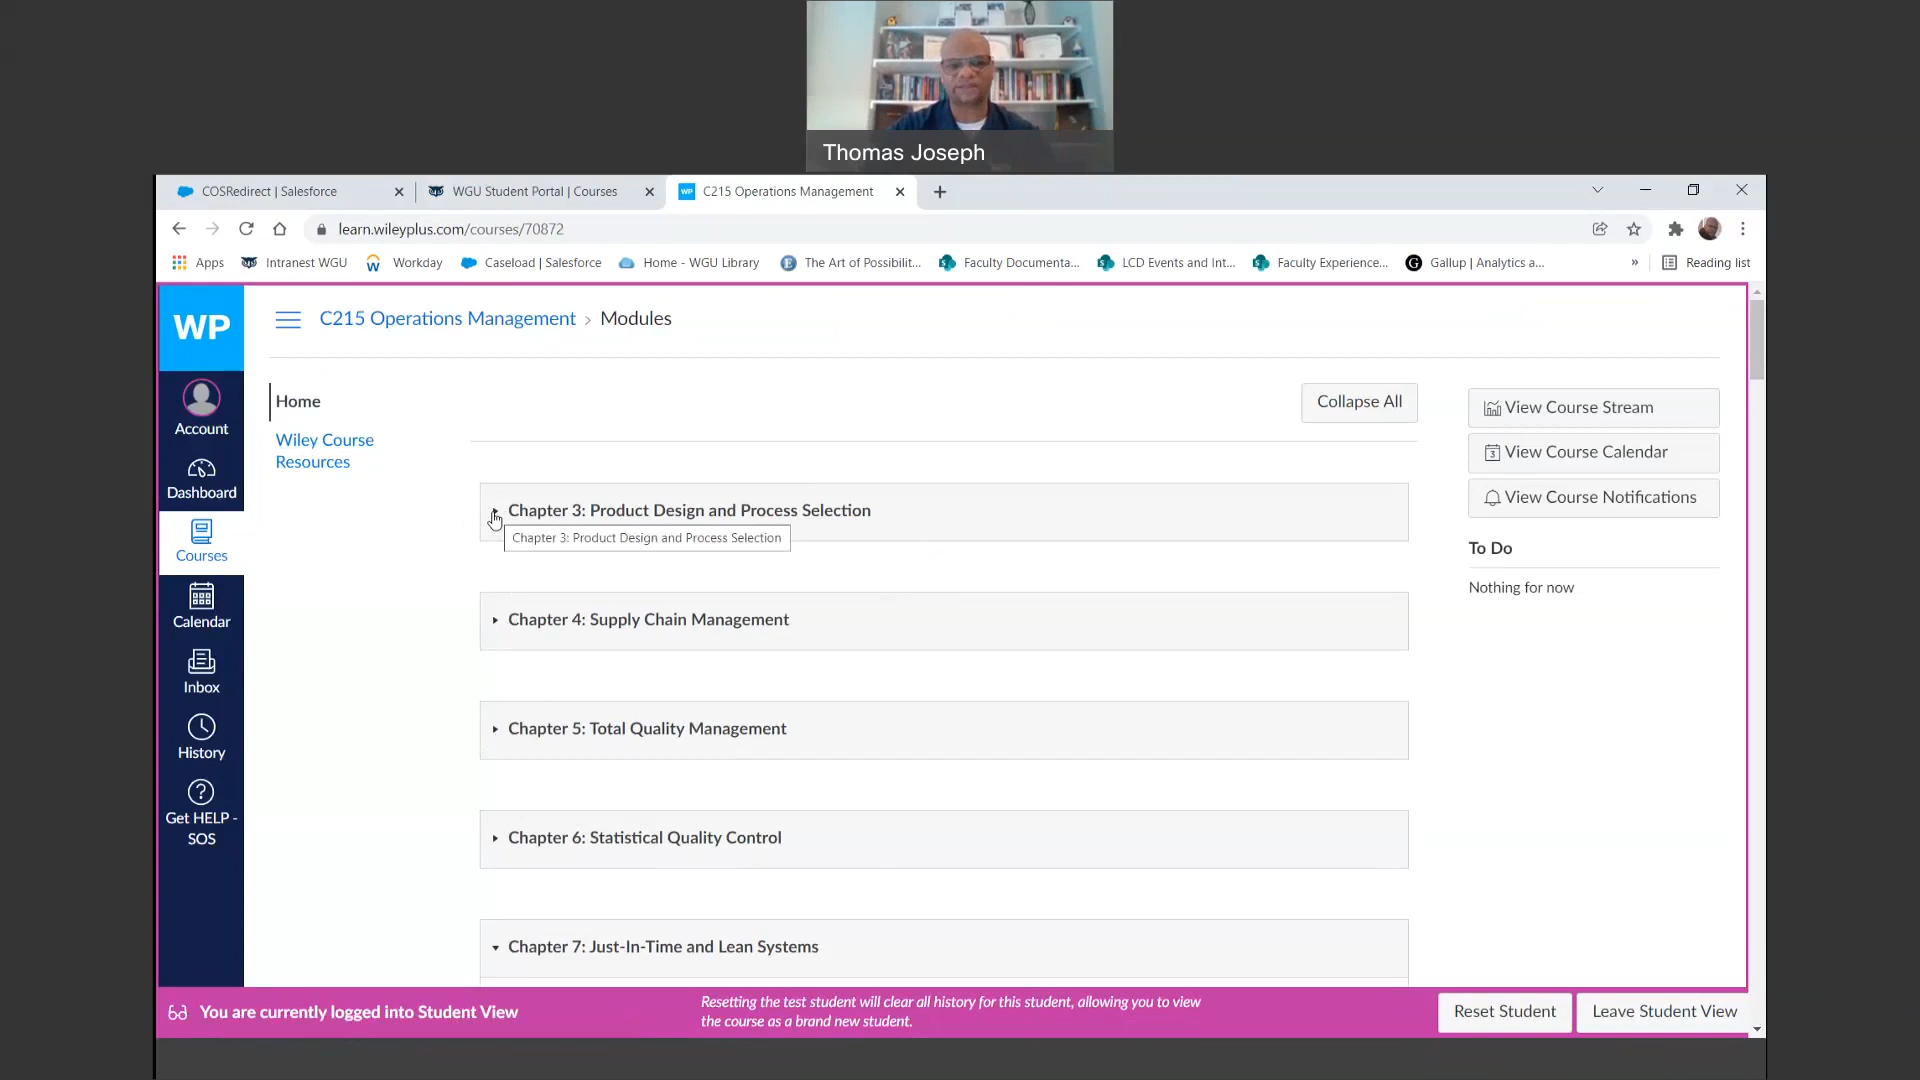 Thomas Joseph
COSRedirect | Salesforce
WGU Student Portal | Courses
WP C215 Operations Management
learn.wileyplus.com/courses/70872
Apps
Intranest WGU
Workday
Caseload | Salesforce
Home - WGU Library
The Art of Possibilit...
Faculty Documenta...
LCD Events and Int...
Faculty Experience...
Gallup | Analytics a...
»
Reading list
WP
C215 Operations Management › Modules
Account
Dashboard
Courses
Calendar
Inbox
History
Get HELP -
SOS
Home
Wiley Course
Resources
Collapse All
Chapter 3: Product Design and Process Selection
Chapter 3: Product Design and Process Selection
Chapter 4: Supply Chain Management
Chapter 5: Total Quality Management
Chapter 6: Statistical Quality Control
Chapter 7: Just-In-Time and Lean Systems
View Course Stream
3 View Course Calendar
View Course Notifications
To Do
Nothing for now
You are currently logged into Student View
Resetting the test student will clear all history for this student, allowing you to view
the course as a brand new student.
Reset Student
Leave Student View